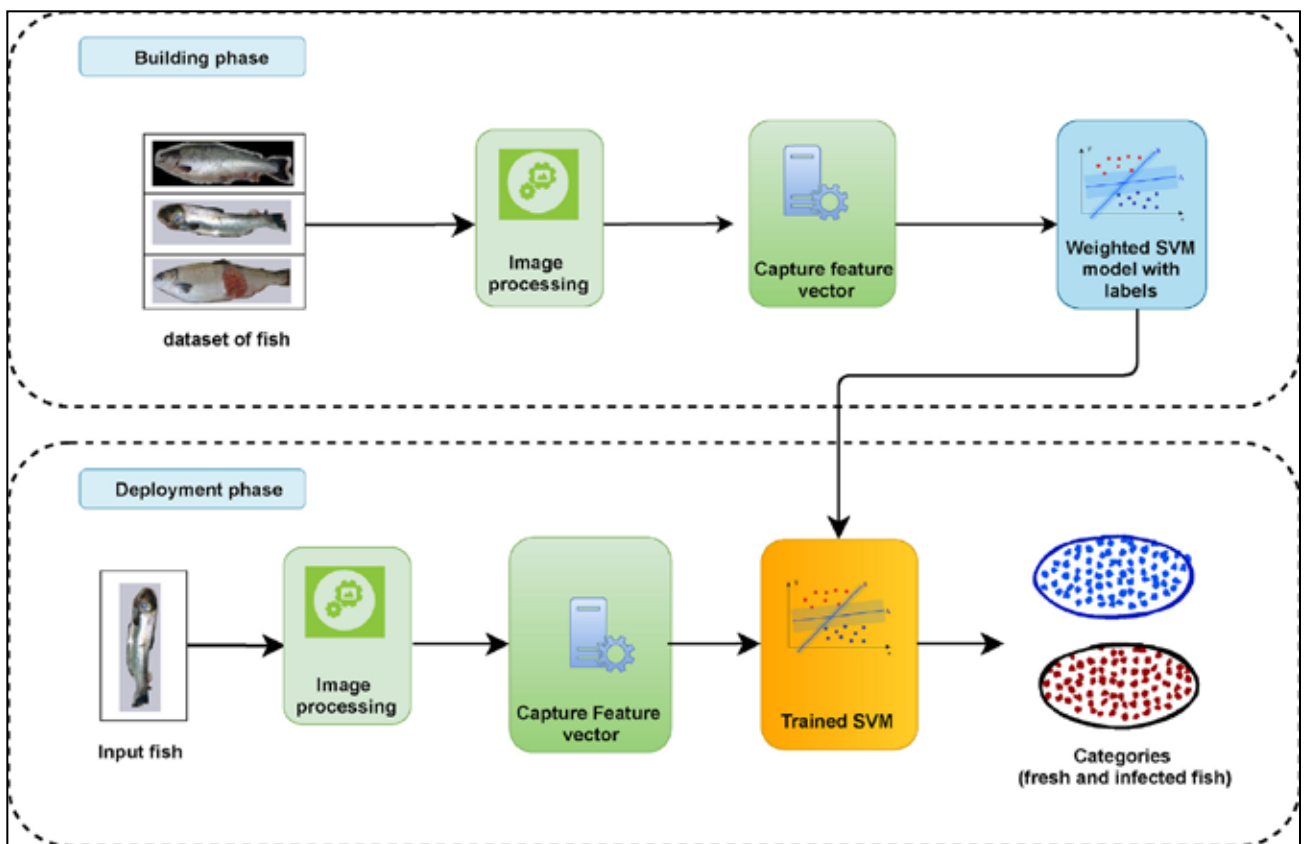 Building phase
Image
processing
Capture feature
vector
Weighted SVM
model with
labels
dataset of fish
Deployment phase
Image
processing
Capture Feature
vector
Trained SVM
Input fish
Categories
(fresh and infected fish)